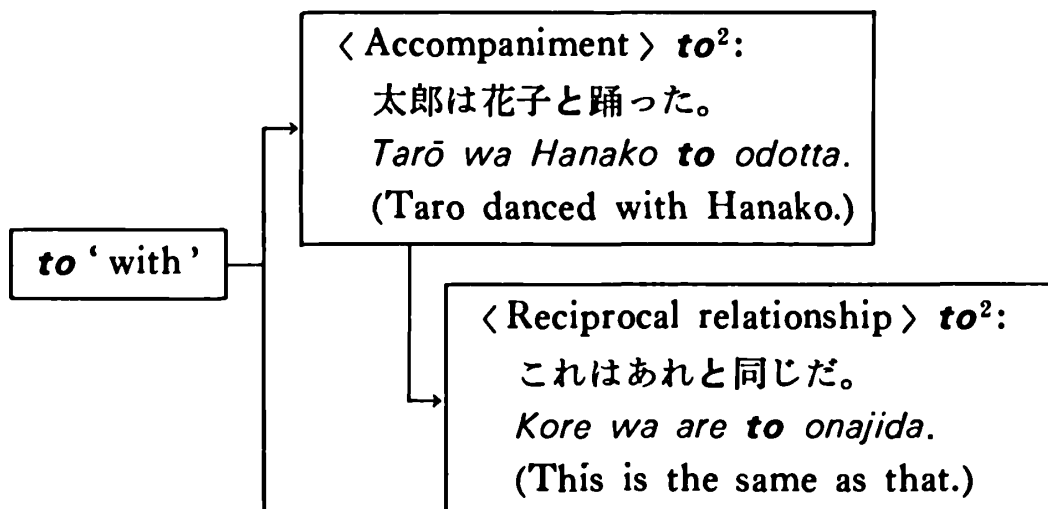 〈Accompaniment〉 to²:
太郎は花子と踊った。
Tarō wa Hanako to odotta.
(Taro danced with Hanako.)
to ‘with’
〈Reciprocal relationship〉 to²:
これはあれと同じだ。
Kore wa are to onajida.
(This is the same as that.)